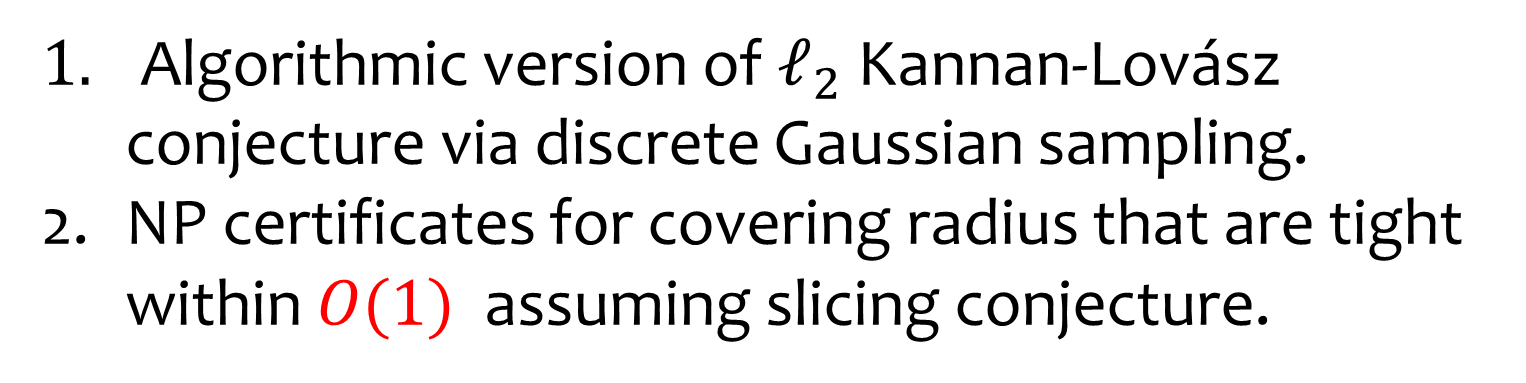 1. Algorithmic version of ℓ₂ Kannan-Lovász
conjecture via discrete Gaussian sampling.
2. NP certificates for covering radius that are tight
within O(1) assuming slicing conjecture.